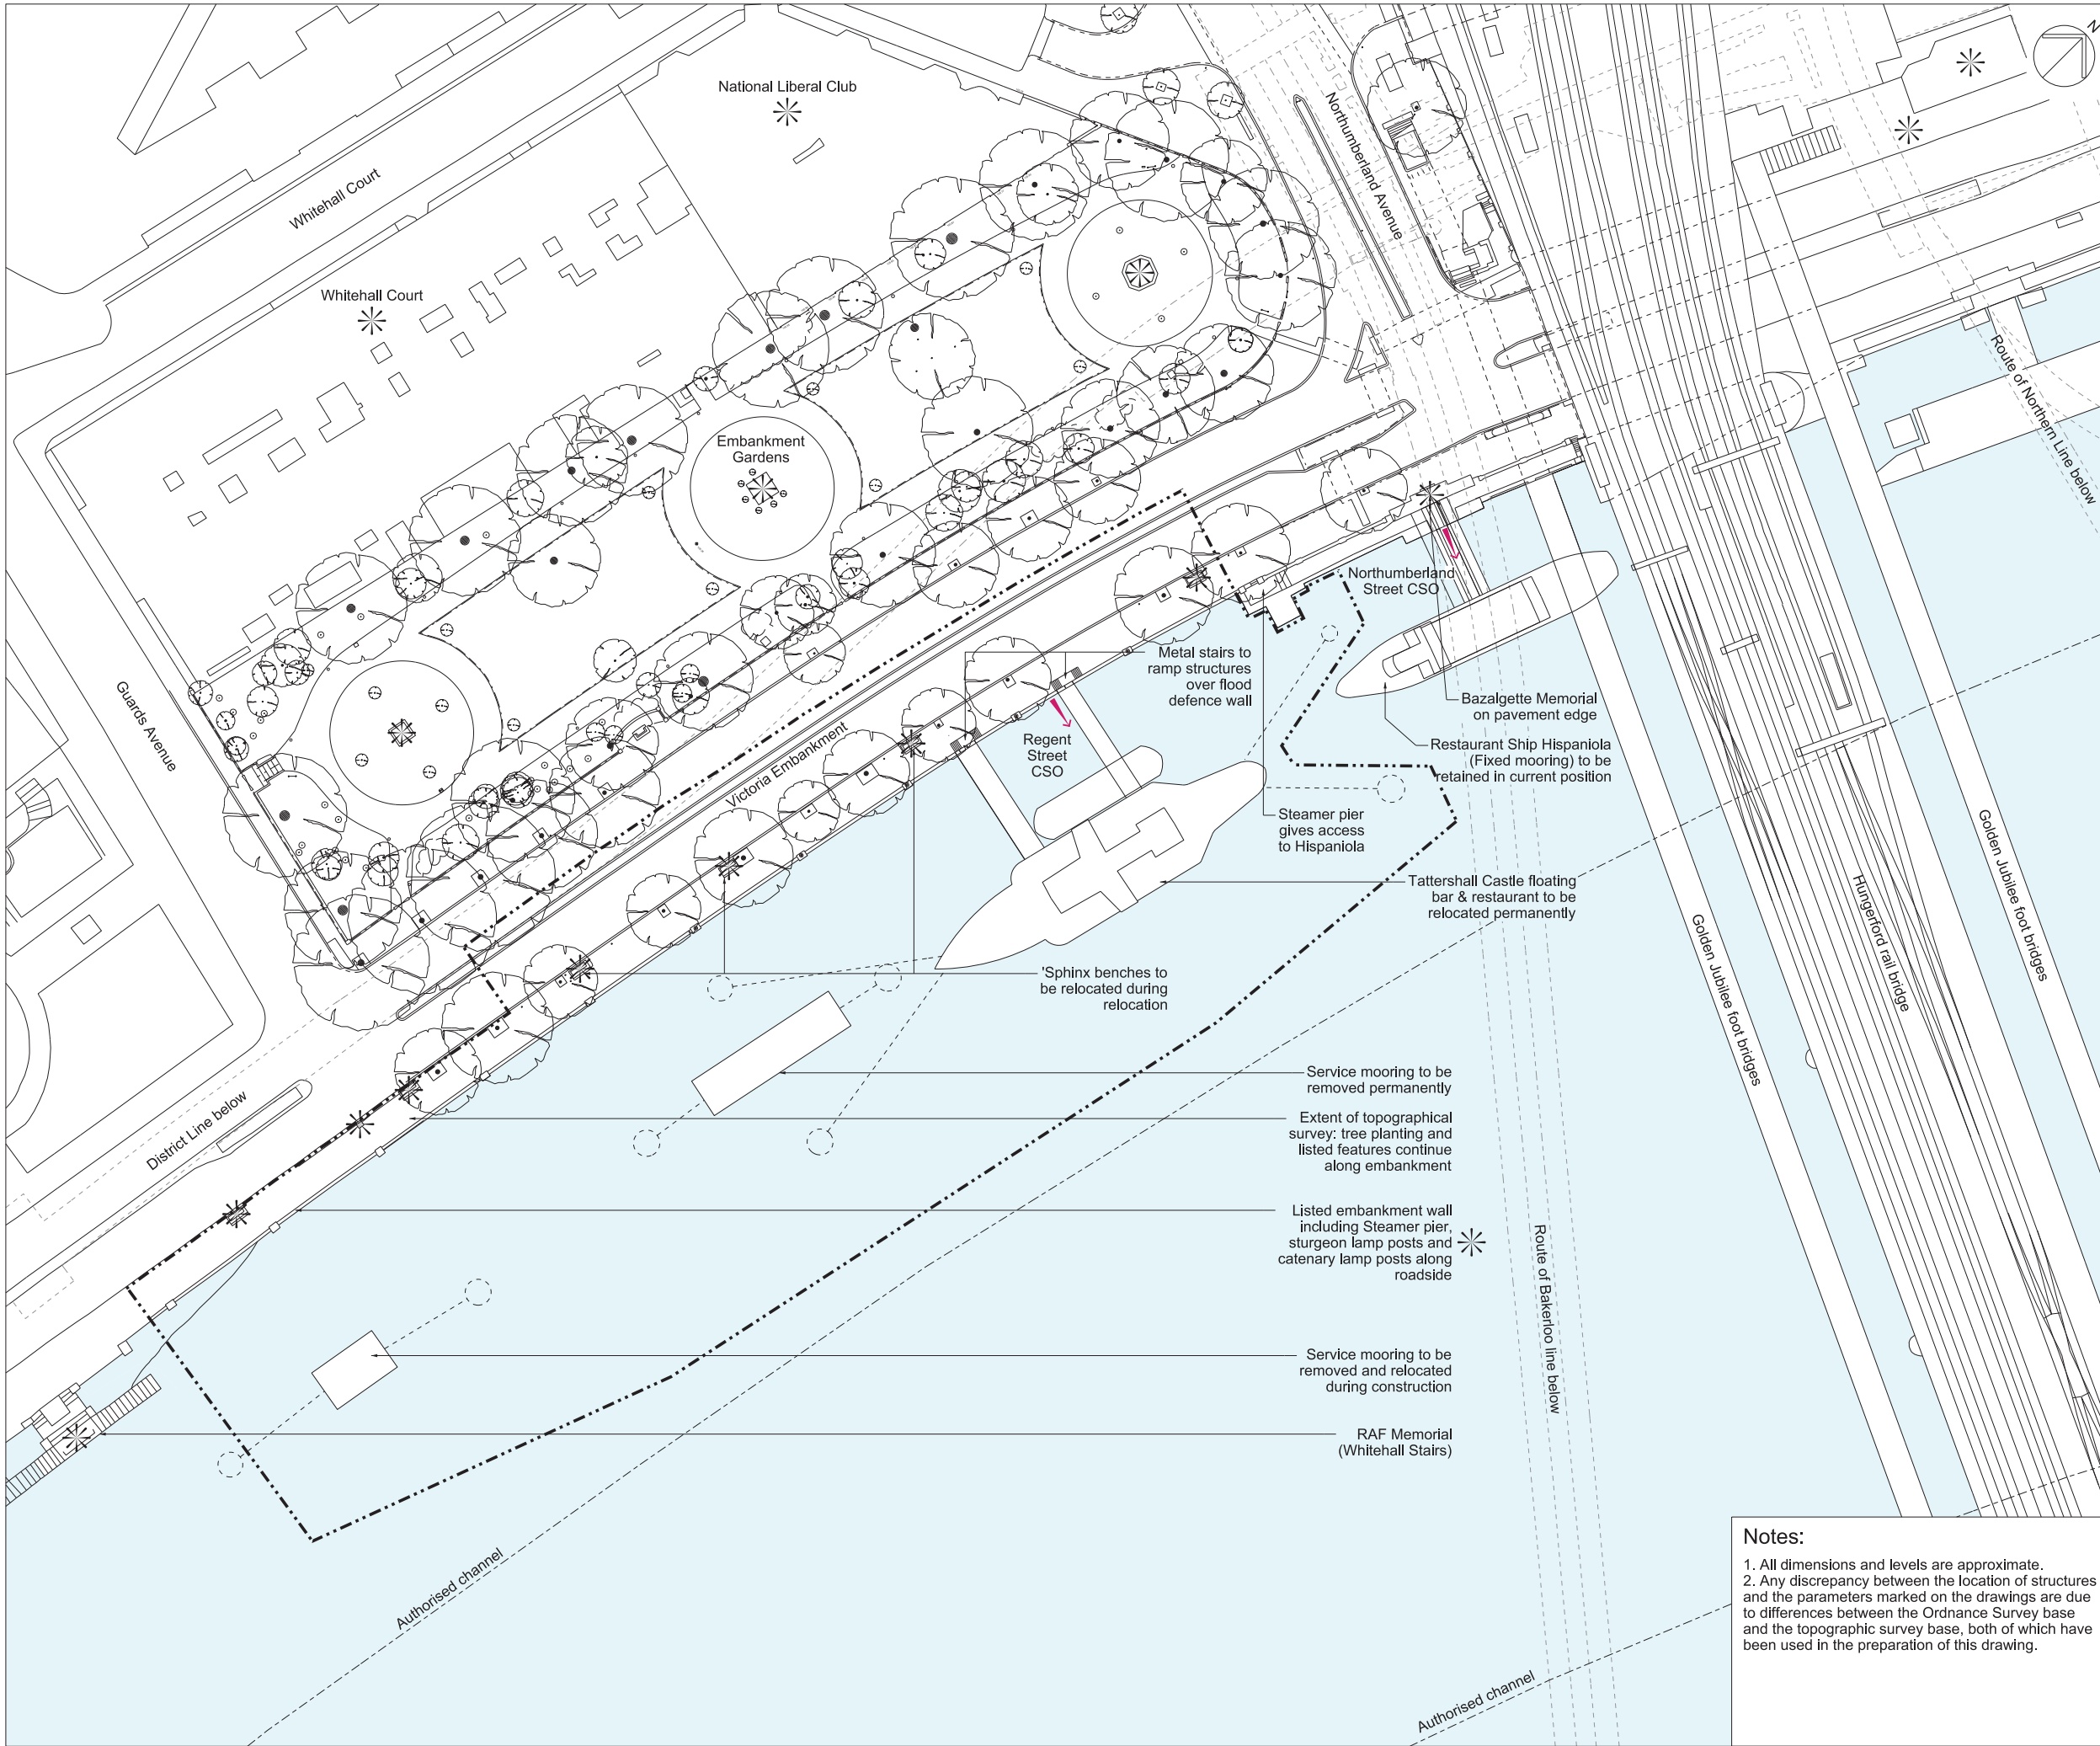 N
National Liberal Club
Northumberland Avenue
Whitehall Court
Whitehall Court
Route of Northern Line below
Embankment
Gardens
Northumberland
Street CSO
Metal stairs to
ramp structures
over flood
defence wall
Guards Avenue
Bazalgette Memorial
on pavement edge
Regent
Street
CSO
Restaurant Ship Hispaniola
(Fixed mooring) to be
retained in current position
Victoria Embankment
Steamer pier
gives access
to Hispaniola
Golden Jubilee foot bridges
Tattershall Castle floating
bar & restaurant to be
relocated permanently
Hungerford rail bridge
Golden Jubilee foot bridges
'Sphinx benches to
be relocated during
relocation
Service mooring to be
removed permanently
District Line below
Extent of topographical
survey: tree planting and
listed features continue
along embankment
Listed embankment wall
including Steamer pier,
sturgeon lamp posts and
catenary lamp posts along
roadside
Route of Bakerloo line below
Service mooring to be
removed and relocated
during construction
RAF Memorial
(Whitehall Stairs)
Authorised channel
Authorised channel
Notes:
1. All dimensions and levels are approximate.
2. Any discrepancy between the location of structures
and the parameters marked on the drawings are due
to differences between the Ordnance Survey base
and the topographic survey base, both of which have
been used in the preparation of this drawing.